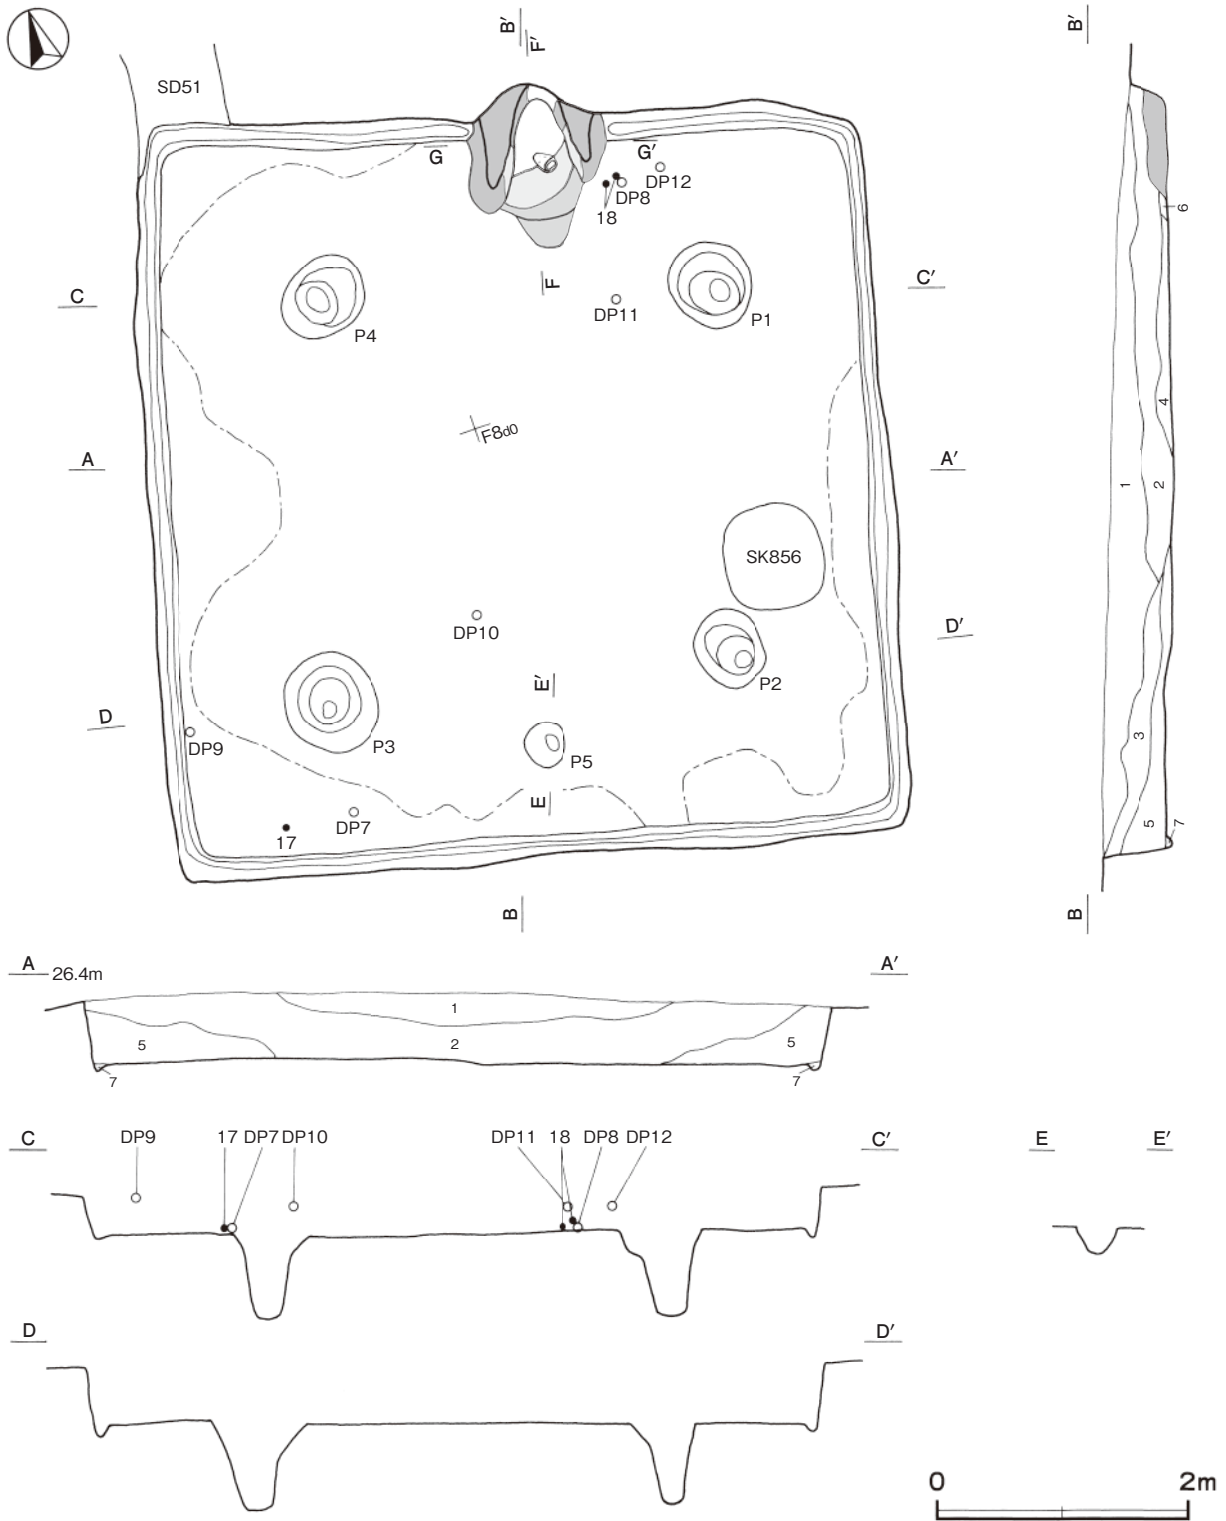 B′ B′
F′
SD51
G G′
DP12
DP8
18
6
F
C C′
DP11
P4 P1
4
F8d0
A A′
1 2
SK856
DP10
D′
E′
P2
D
3
DP9 P3 P5
E
DP7
17
5 7
B B
A 26.4m A′
1
5 2 5
7 7
C DP9 17 DP7 DP10 DP11 18 DP8 DP12 C′ E E′
D D′
0 2m